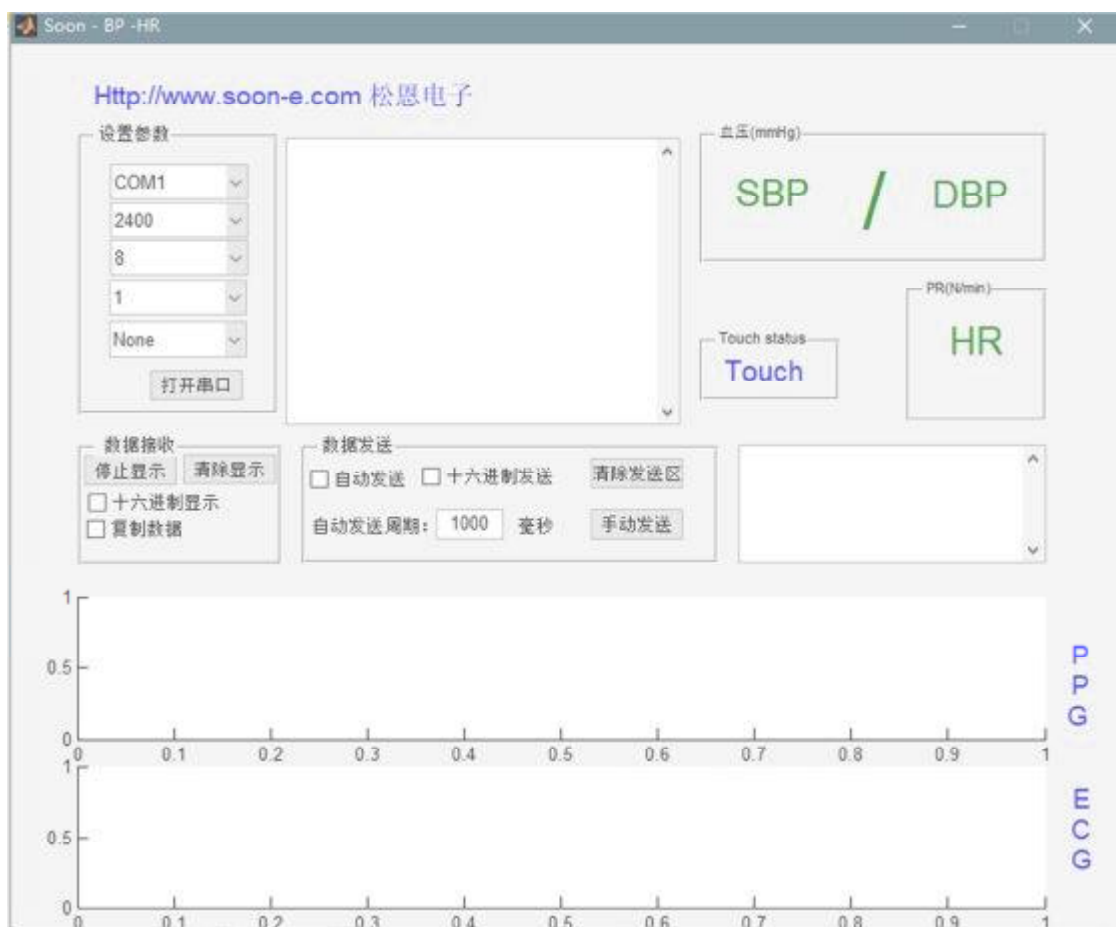 Soon - BP -HR
Http://www.soon-e.com 松恩电子
设置参数
COM1
2400
8
1
None
打开串口
血压(mmHg)
SBP / DBP
PR(N/min)
HR
Touch status
Touch
数据接收
停止显示 清除显示
十六进制显示
复制数据
数据发送
自动发送 十六进制发送 清除发送区
自动发送周期: 1000 毫秒 手动发送
1
0.5
0
0 0.1 0.2 0.3 0.4 0.5 0.6 0.7 0.8 0.9 1
PPG
1
0.5
0
0 0.1 0.2 0.3 0.4 0.5 0.6 0.7 0.8 0.9 1
ECG